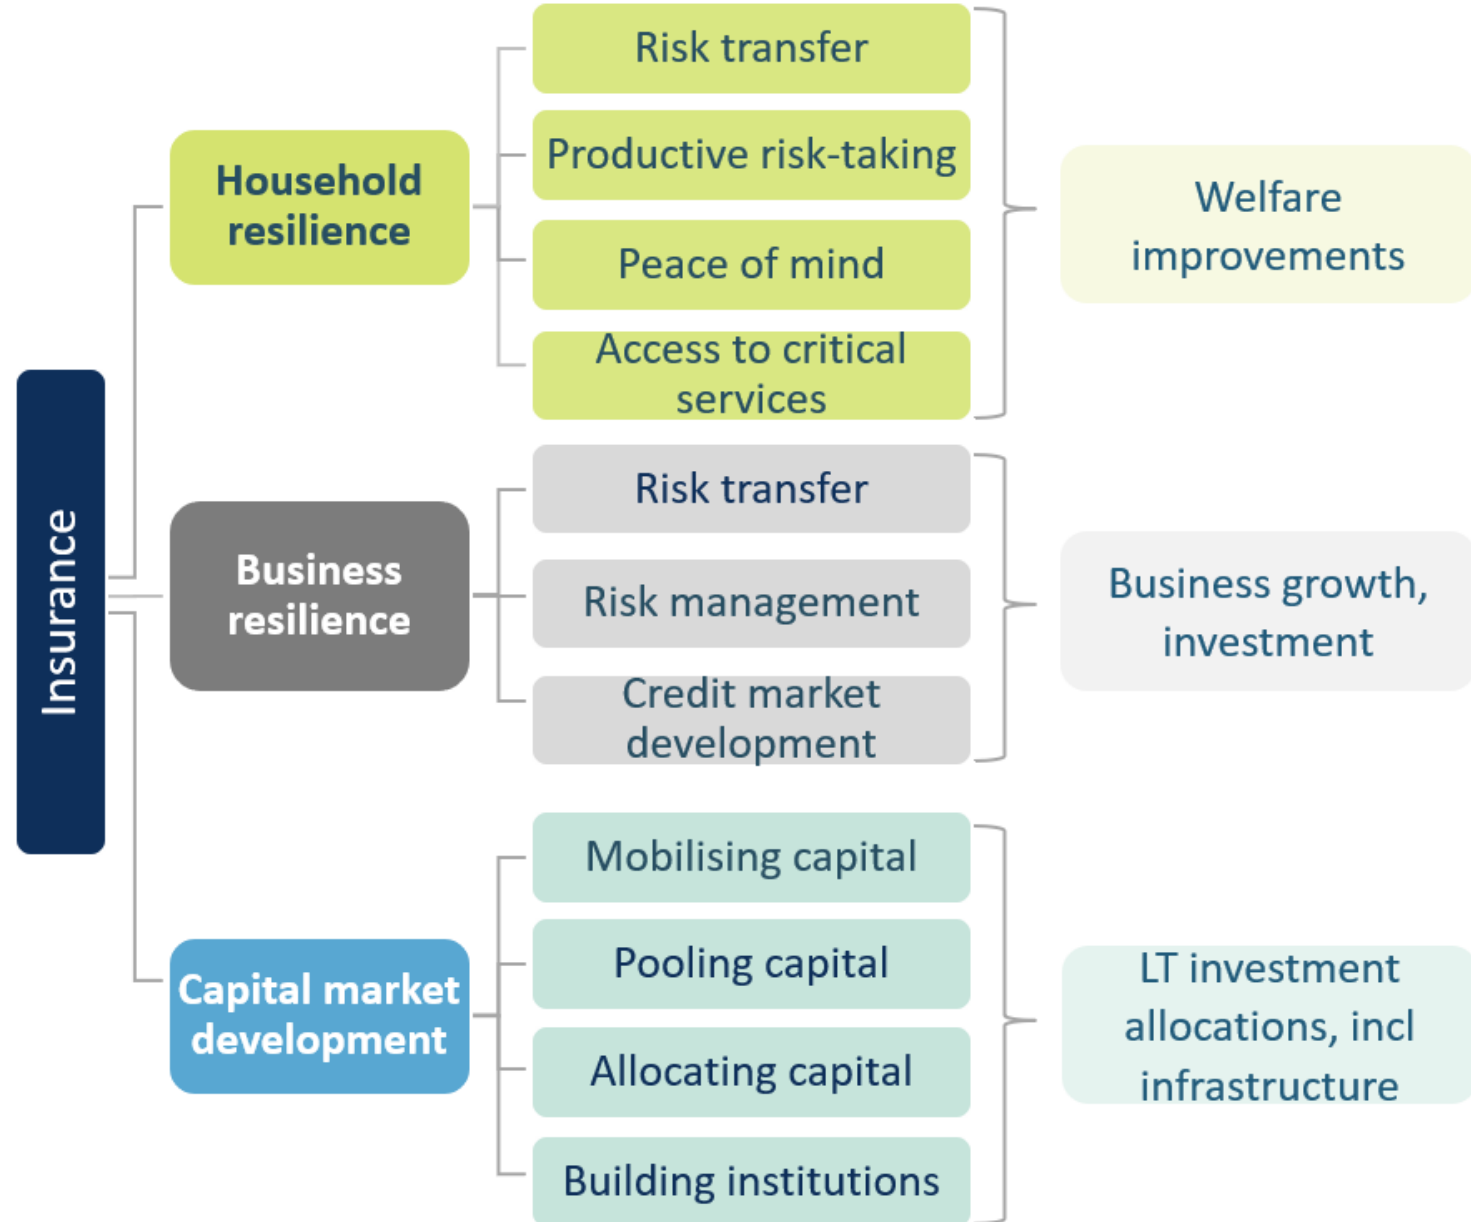 Insurance
Household
resilience
Risk transfer
Productive risk-taking
Peace of mind
Access to critical
services
Welfare
improvements
Business
resilience
Risk transfer
Risk management
Credit market
development
Business growth,
investment
Capital market
development
Mobilising capital
Pooling capital
Allocating capital
Building institutions
LT investment
allocations, incl
infrastructure